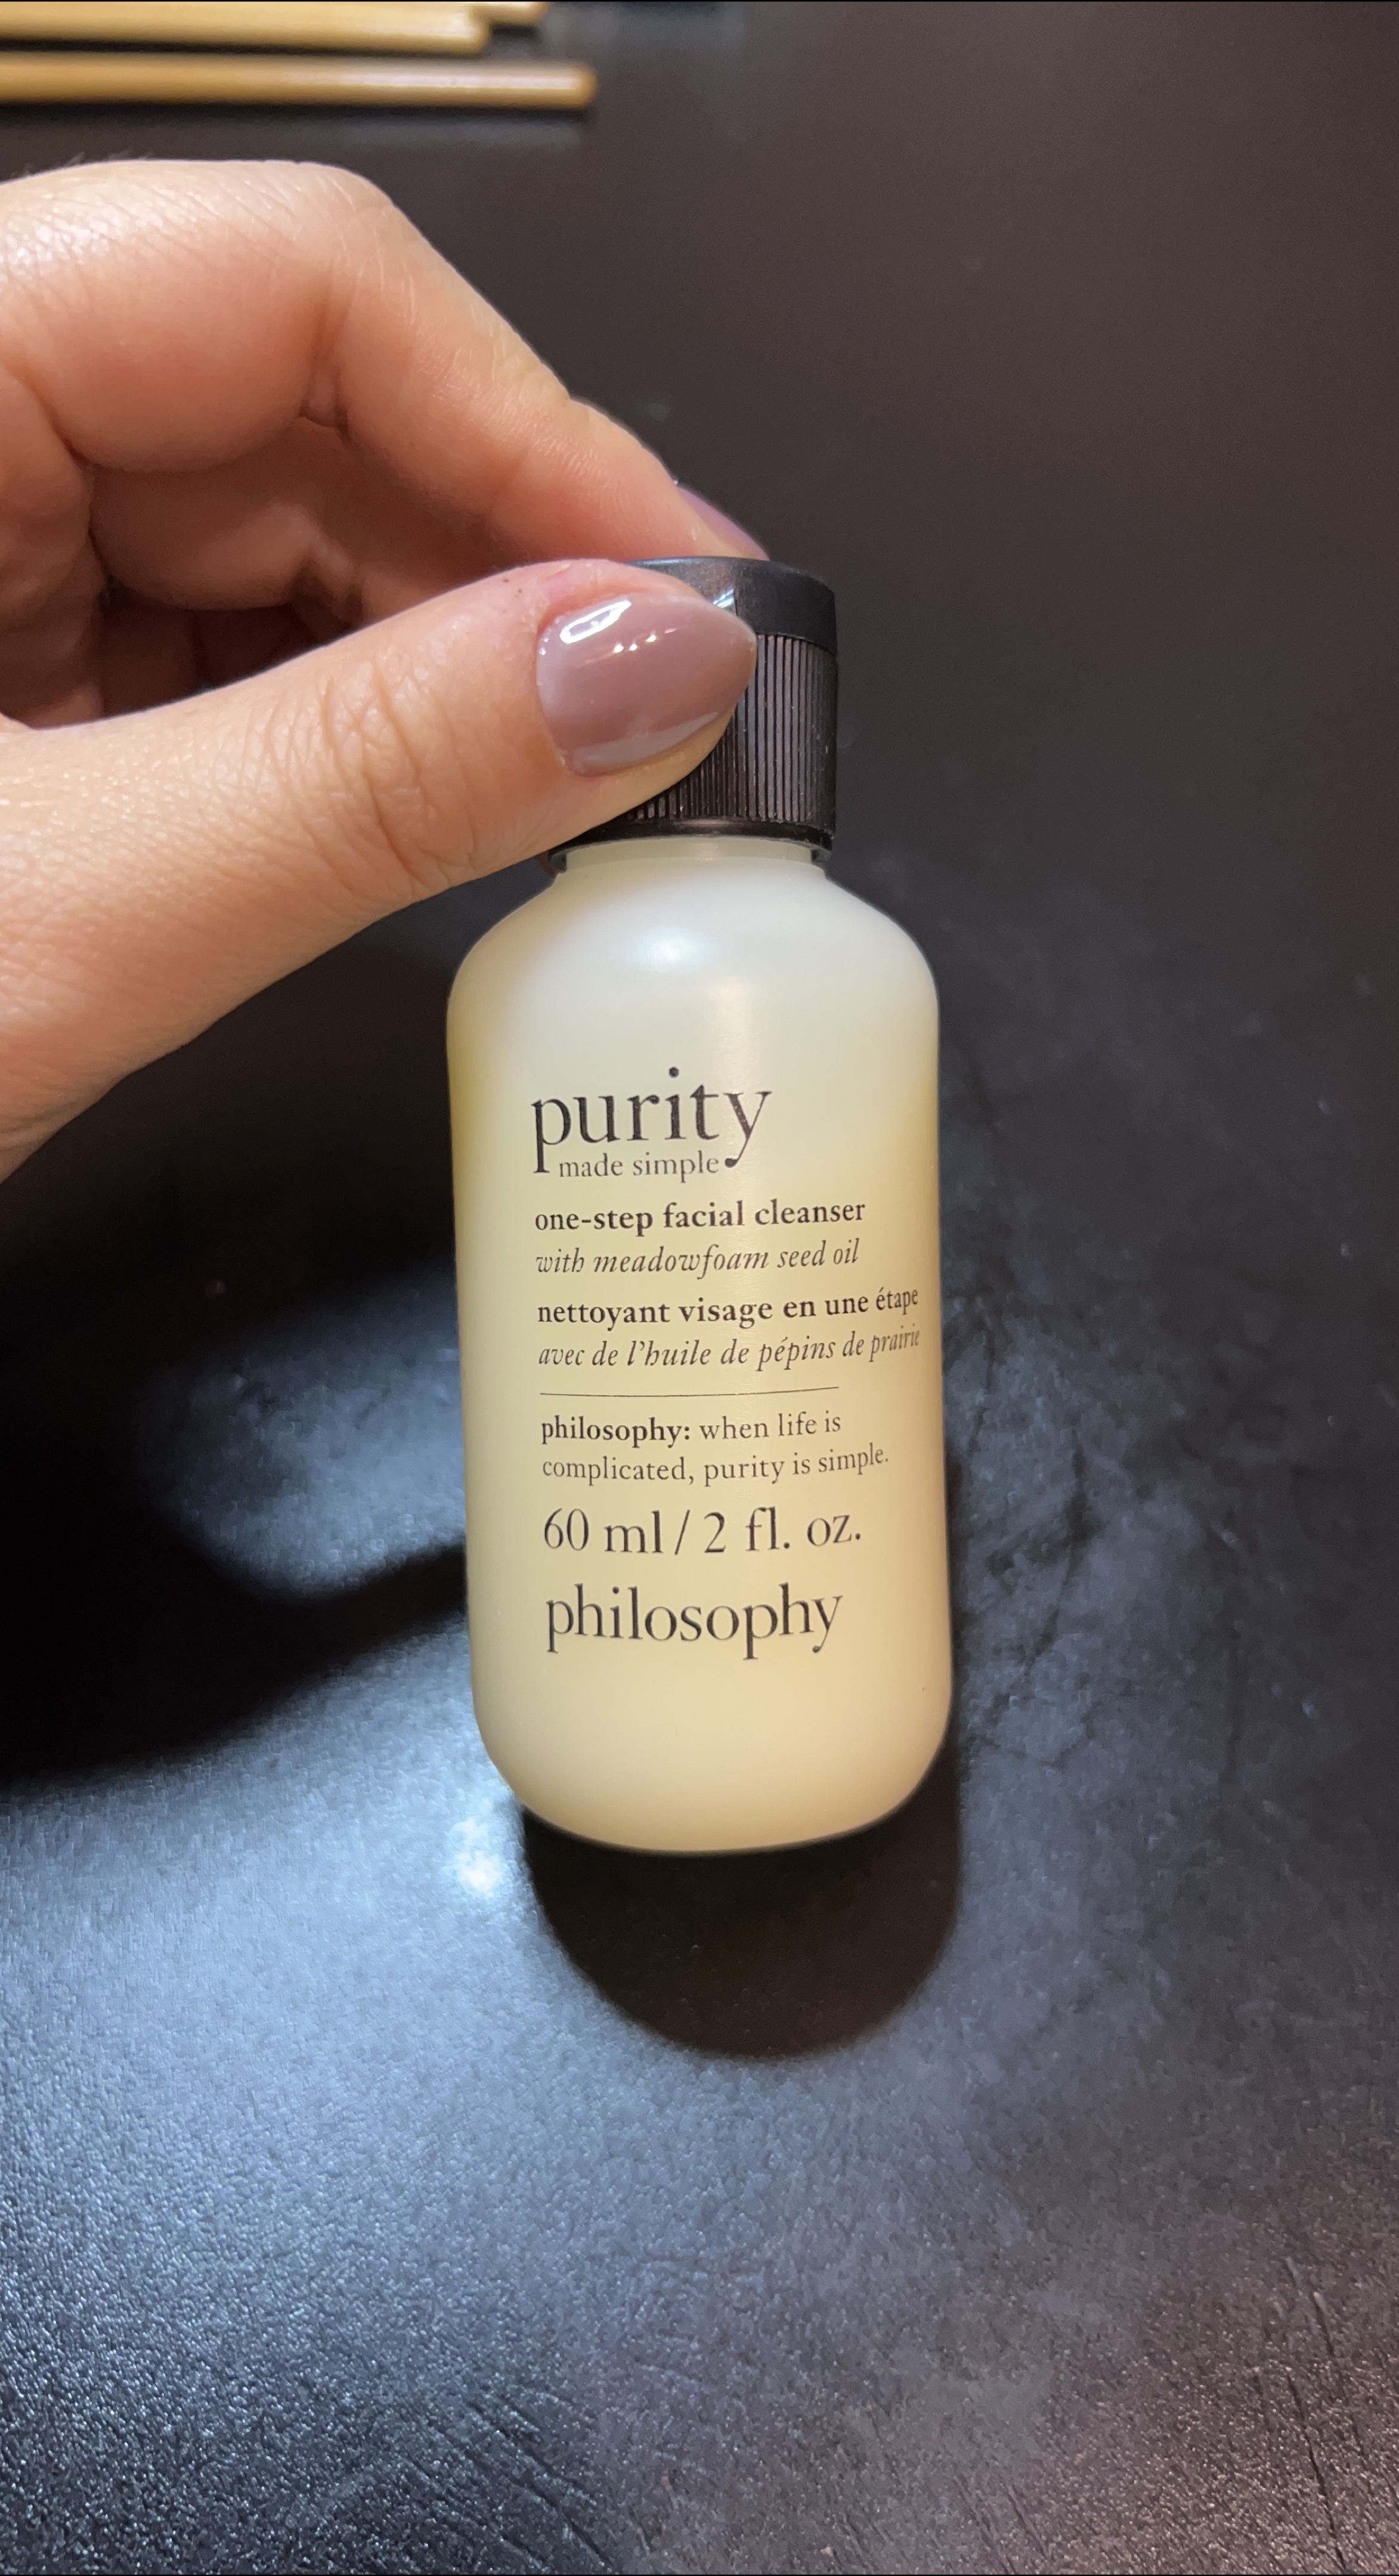 purity
made simple
one-step facial cleanser
with meadowfoam seed oil
nettoyant visage en une étape
avec de l'huile de pépins de prairie
philosophy: when life is
complicated, purity is simple.
60 ml / 2 fl. oz.
philosophy